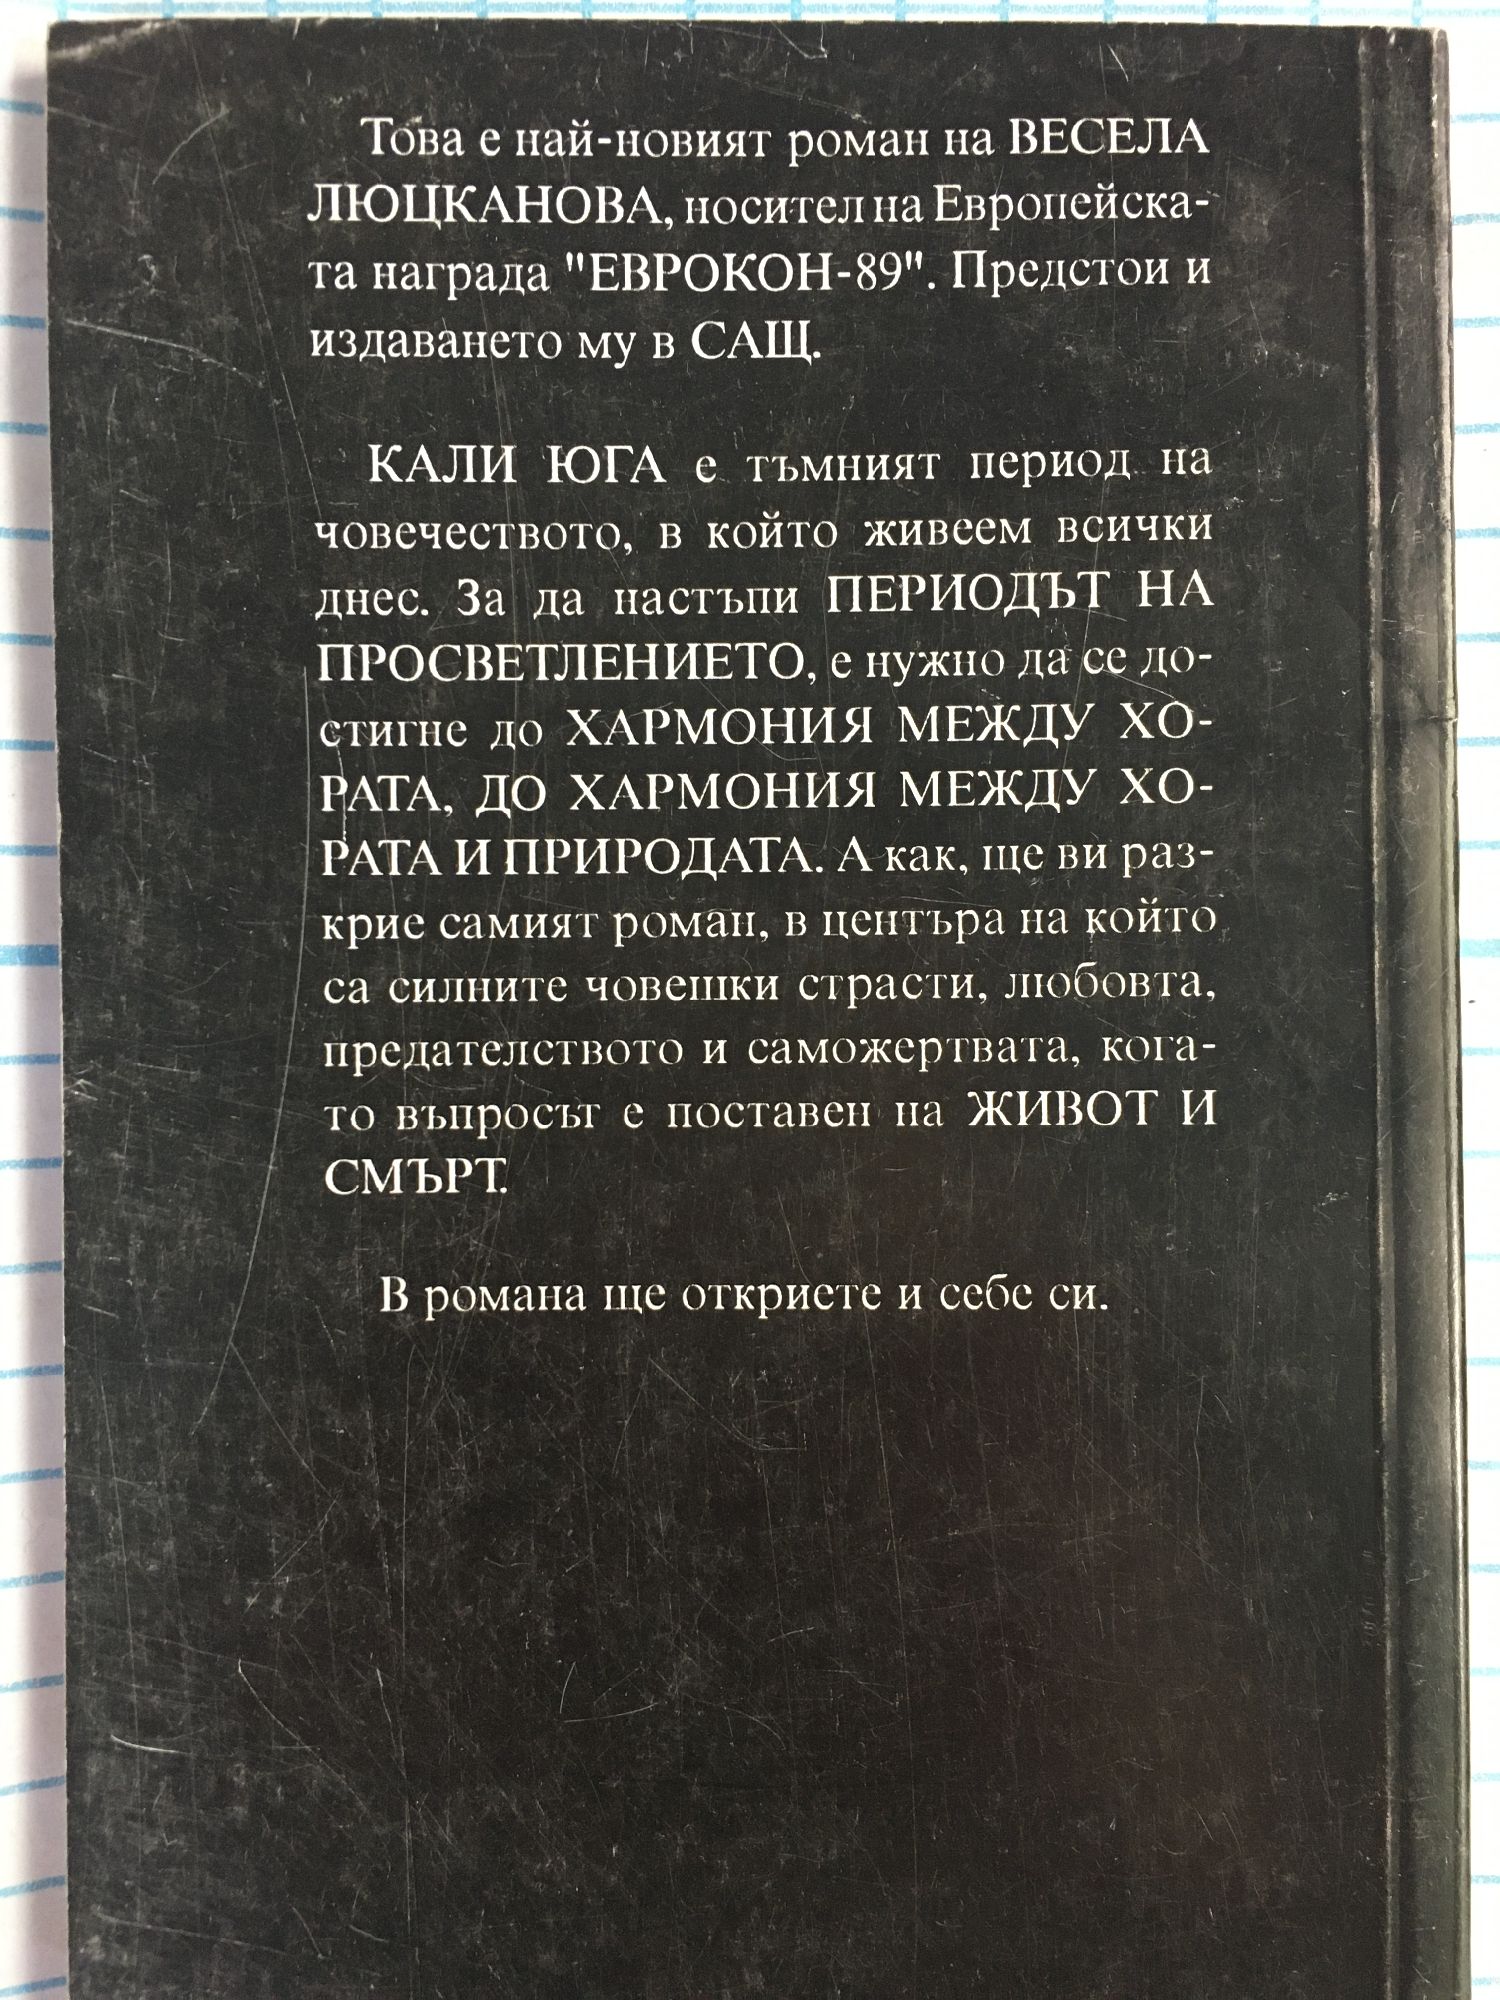 Това е най-новият роман на ВЕСЕЛА
ЛЮЦКАНОВА, носител на Европейска-
та награда "ЕВРОКОН-89". Предстои и
издаването му в САЩ.
КАЛИ ЮГА е тъмният период на
човечеството, в който живеем всички
днес. За да настъпи ПЕРИОДЪТ НА
ПРОСВЕТЛЕНИЕТО, е нужно да се до-
стигне до ХАРМОНИЯ МЕЖДУ ХО-
РАТА, ДО ХАРМОНИЯ МЕЖДУ ХО-
РАТА И ПРИРОДАТА. А как, ще ви раз-
крие самият роман, в центъра на който
са силните човешки страсти, любовта,
предателството и саможертвата, кога-
то въпросът е поставен на ЖИВОТ И
СМЪРТ.
В романа ще откриете и себе си.